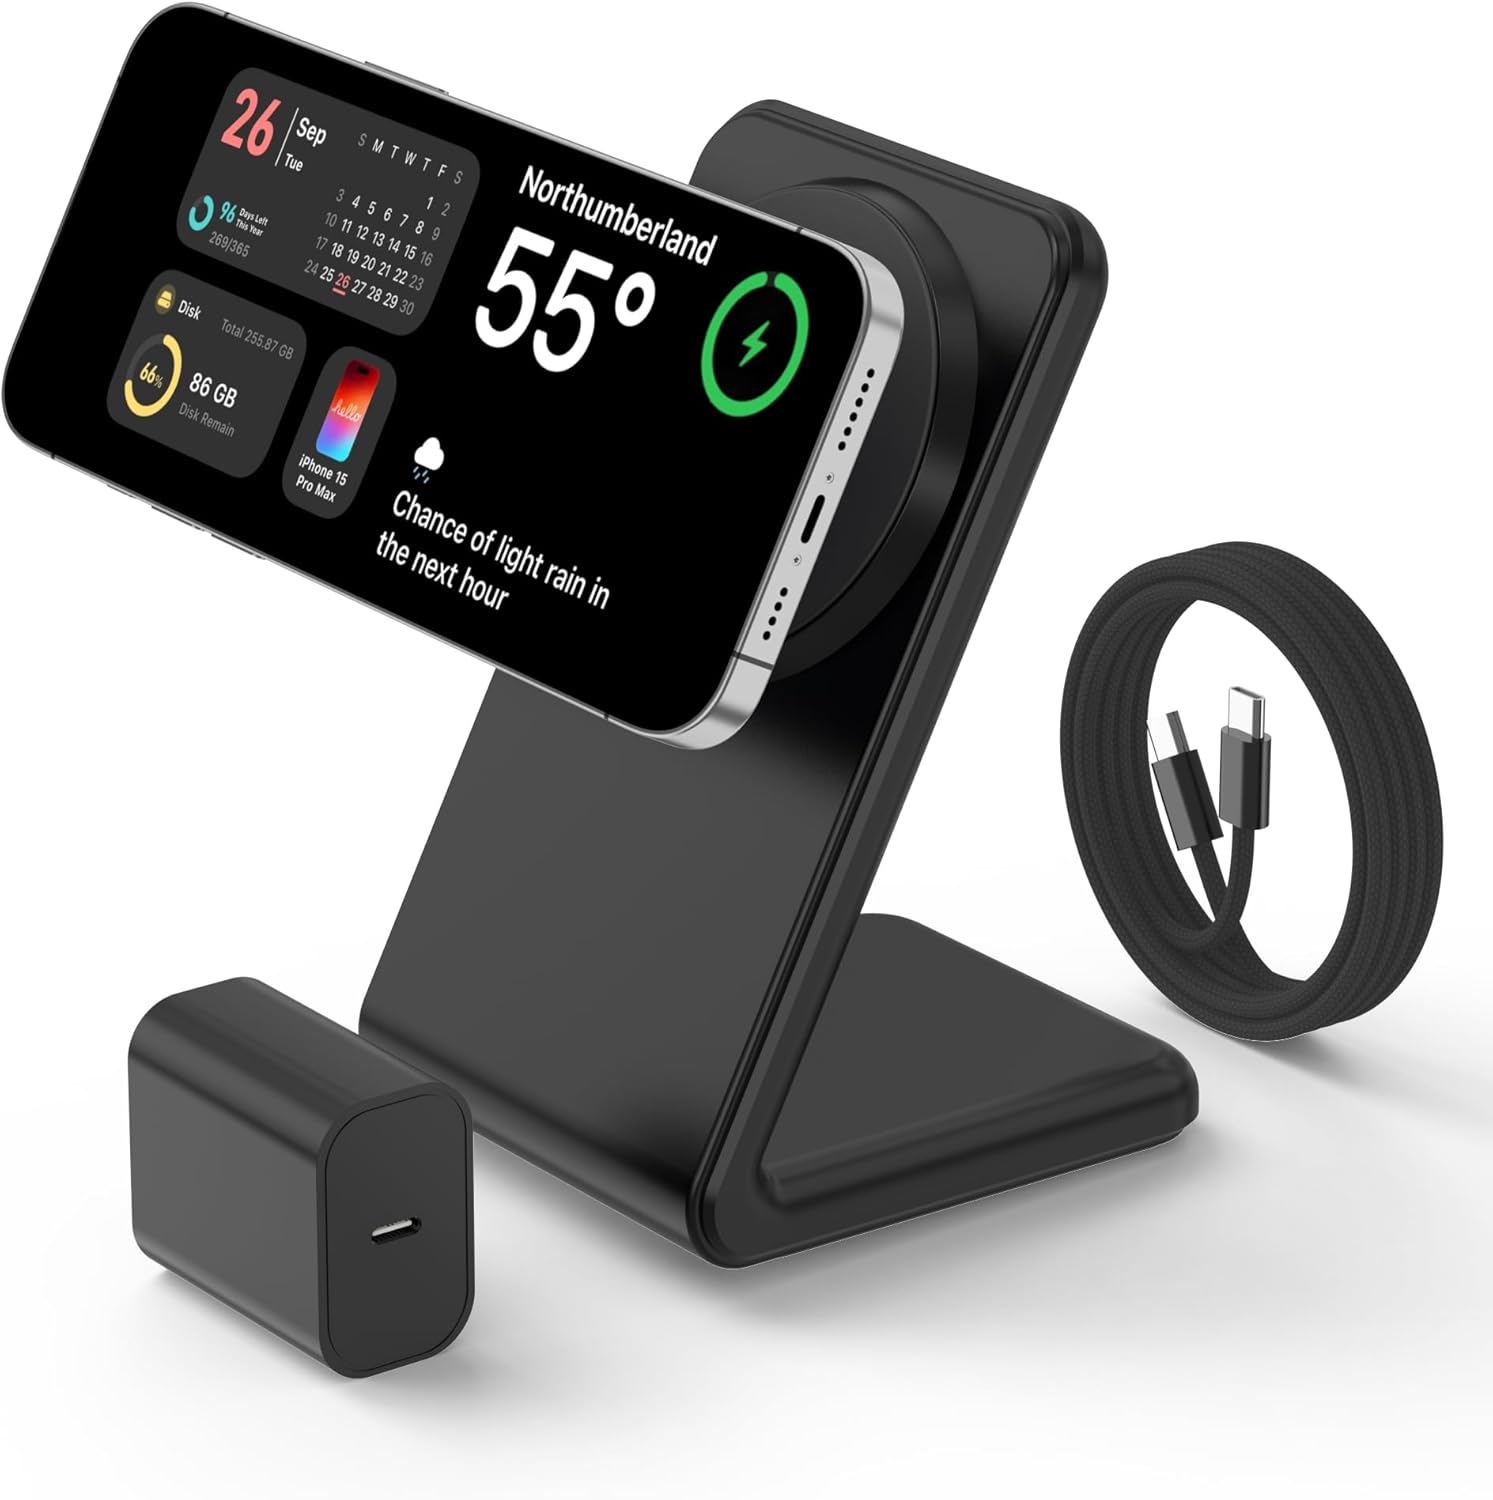 26
Sep
Tue
96
Days Left
This Year
269/365
S M T W T F S
1 2
3 4 5 6 7 8 9
10 11 12 13 14 15 16
17 18 19 20 21 22 23
24 25 26 27 28 29 30
Disk
Total 255.87 GB
66%
86 GB
Disk Remain
hello
iPhone 15
Pro Max
Northumberland
55°
Chance of light rain in
the next hour